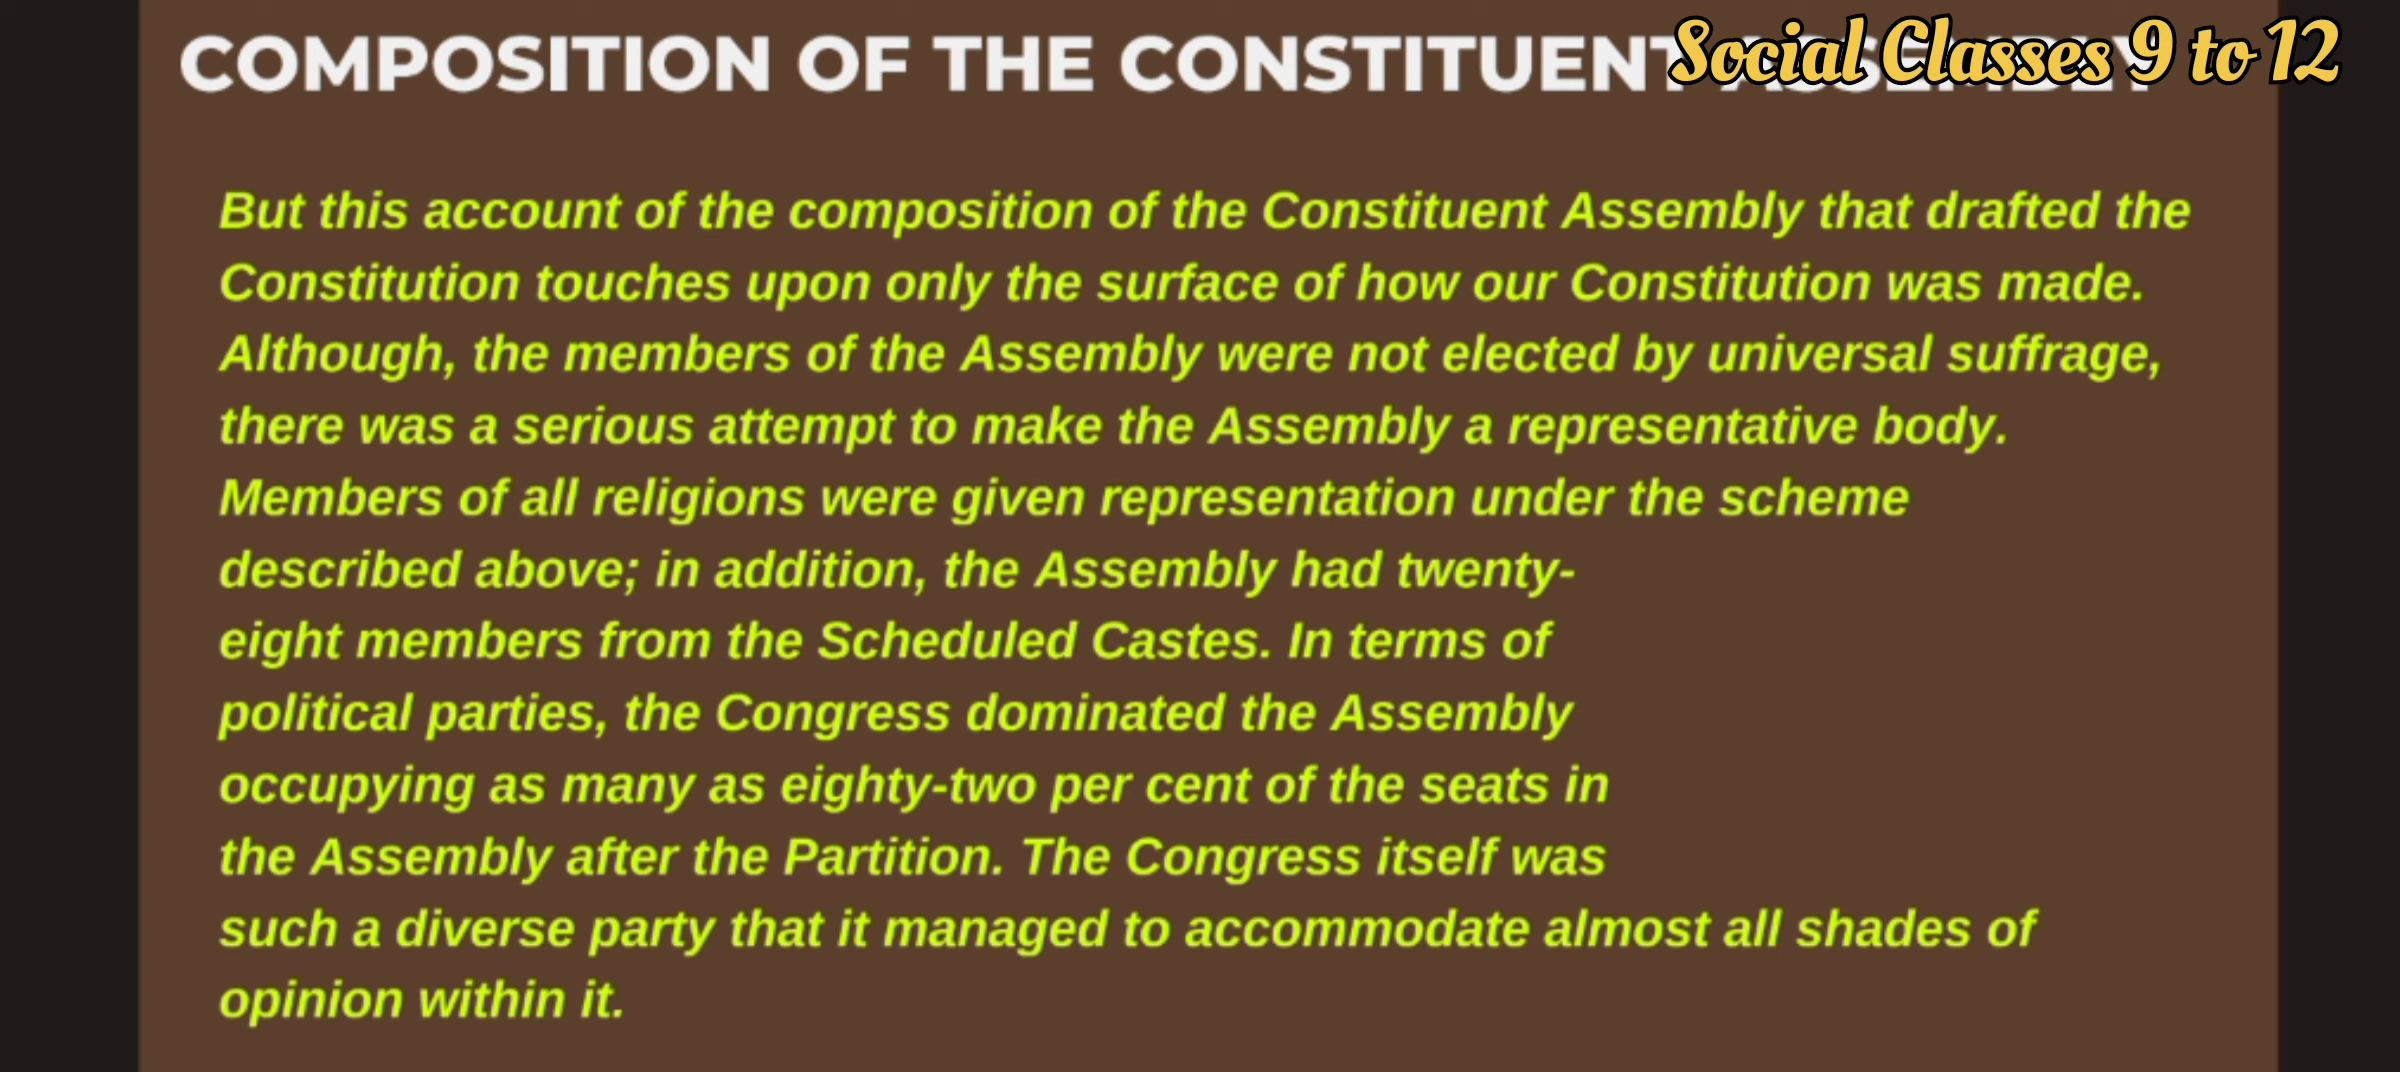 COMPOSITION OF THE CONSTITUENT ASSEMBLY
Social Classes 9 to 12
But this account of the composition of the Constituent Assembly that drafted the
Constitution touches upon only the surface of how our Constitution was made.
Although, the members of the Assembly were not elected by universal suffrage,
there was a serious attempt to make the Assembly a representative body.
Members of all religions were given representation under the scheme
described above; in addition, the Assembly had twenty-
eight members from the Scheduled Castes. In terms of
political parties, the Congress dominated the Assembly
occupying as many as eighty-two per cent of the seats in
the Assembly after the Partition. The Congress itself was
such a diverse party that it managed to accommodate almost all shades of
opinion within it.